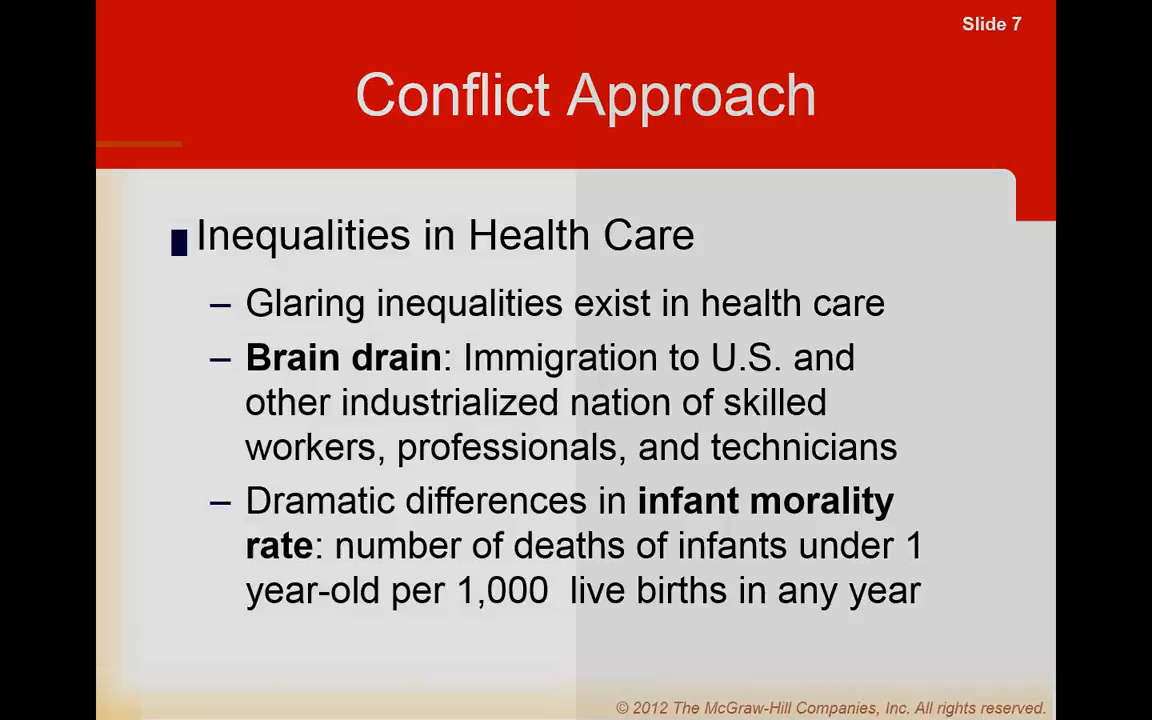 Slide 7
Conflict Approach
Inequalities in Health Care
– Glaring inequalities exist in health care
– Brain drain: Immigration to U.S. and
other industrialized nation of skilled
workers, professionals, and technicians
– Dramatic differences in infant morality
rate: number of deaths of infants under 1
year-old per 1,000 live births in any year
© 2012 The McGraw-Hill Companies, Inc. All rights reserved.